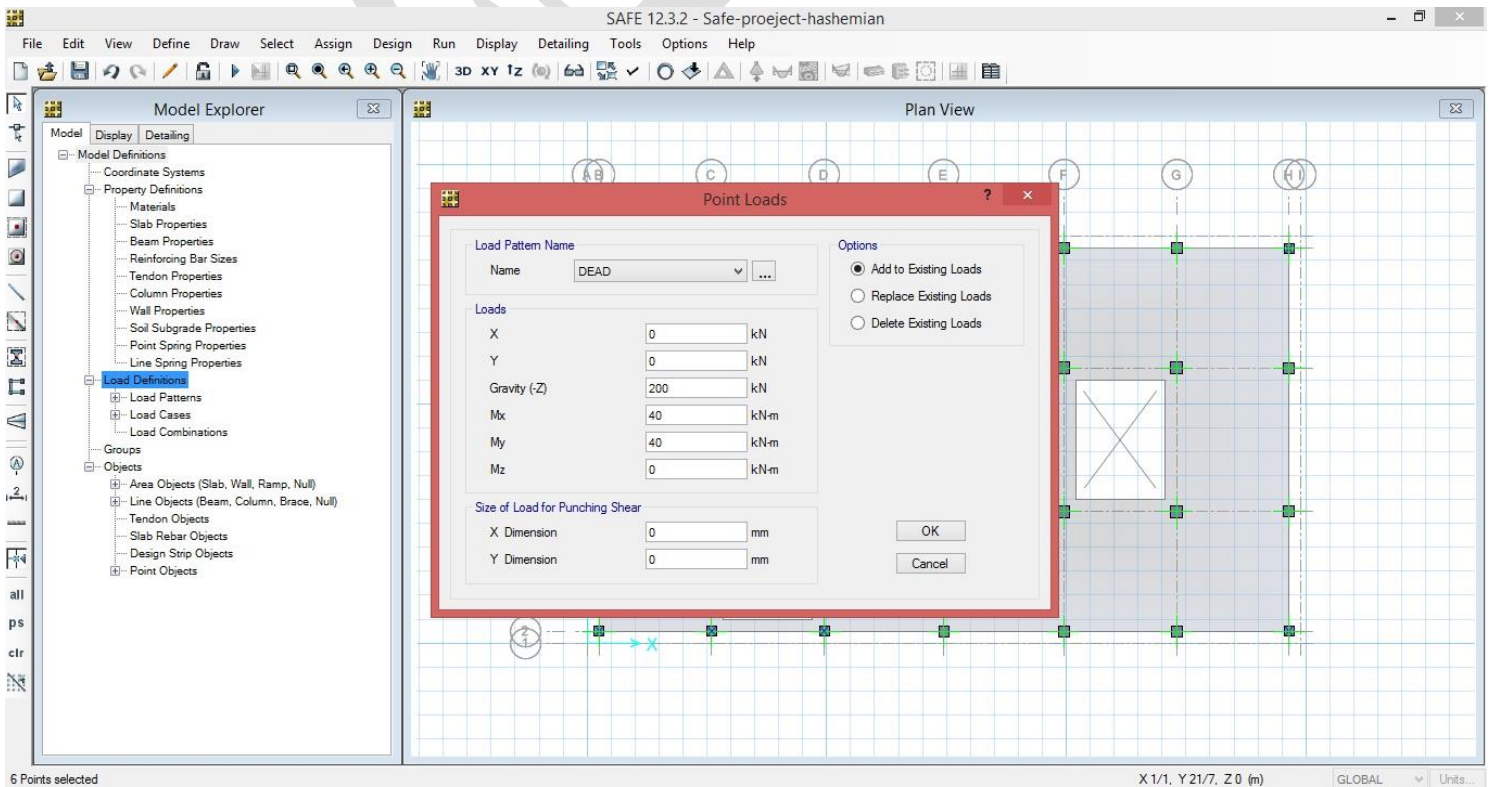 SAFE 12.3.2 - Safe-proeject-hashemian
File Edit View Define Draw Select Assign Design Run Display Detailing Tools Options Help
3D XY
Model Explorer
Plan View
Model Display Detailing
Model Definitions
Coordinate Systems
Property Definitions
Materials
Slab Properties
Beam Properties
Reinforcing Bar Sizes
Tendon Properties
Column Properties
Wall Properties
Soil Subgrade Properties
Point Spring Properties
Line Spring Properties
Load Definitions
Load Patterns
Load Cases
Load Combinations
Groups
Objects
Area Objects (Slab, Wall, Ramp, Null)
Line Objects (Beam, Column, Brace, Null)
Tendon Objects
Slab Rebar Objects
Design Strip Objects
Point Objects
all
ps
clr
A B C D E F G H I
Point Loads
? ×
Load Pattern Name
Name DEAD ...
Loads
X 0 kN
Y 0 kN
Gravity (-Z) 200 kN
Mx 40 kN-m
My 40 kN-m
Mz 0 kN-m
Size of Load for Punching Shear
X Dimension 0 mm
Y Dimension 0 mm
Options
Add to Existing Loads
Replace Existing Loads
Delete Existing Loads
OK
Cancel
2
1
X
6 Points selected
X 1/1, Y 21/7, Z 0 (m) GLOBAL Units...